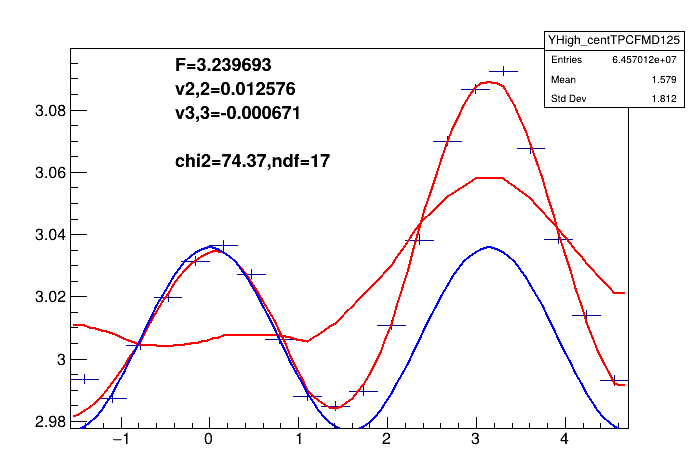 YHigh_centTPCFMD125
Entries 6.457012e+07
Mean 1.579
Std Dev 1.812
F=3.239693
v2,2=0.012576
v3,3=-0.000671
chi2=74.37,ndf=17
3.08
3.06
3.04
3.02
3
2.98
−1 0 1 2 3 4